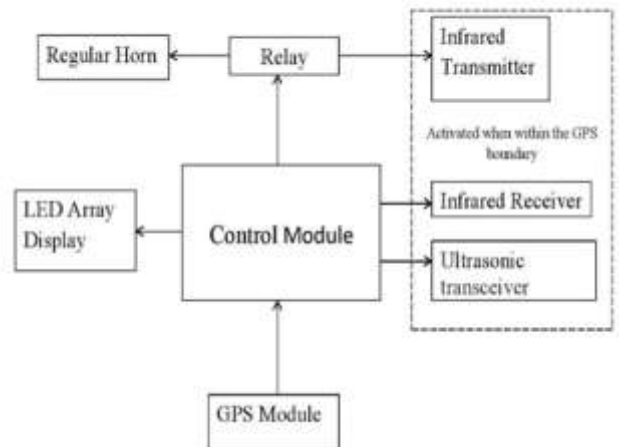 Regular Horn
Relay
Infrared
Transmitter
Activated when within the GPS
boundary
LED Array
Display
Control Module
Infrared Receiver
Ultrasonic
transceiver
GPS Module